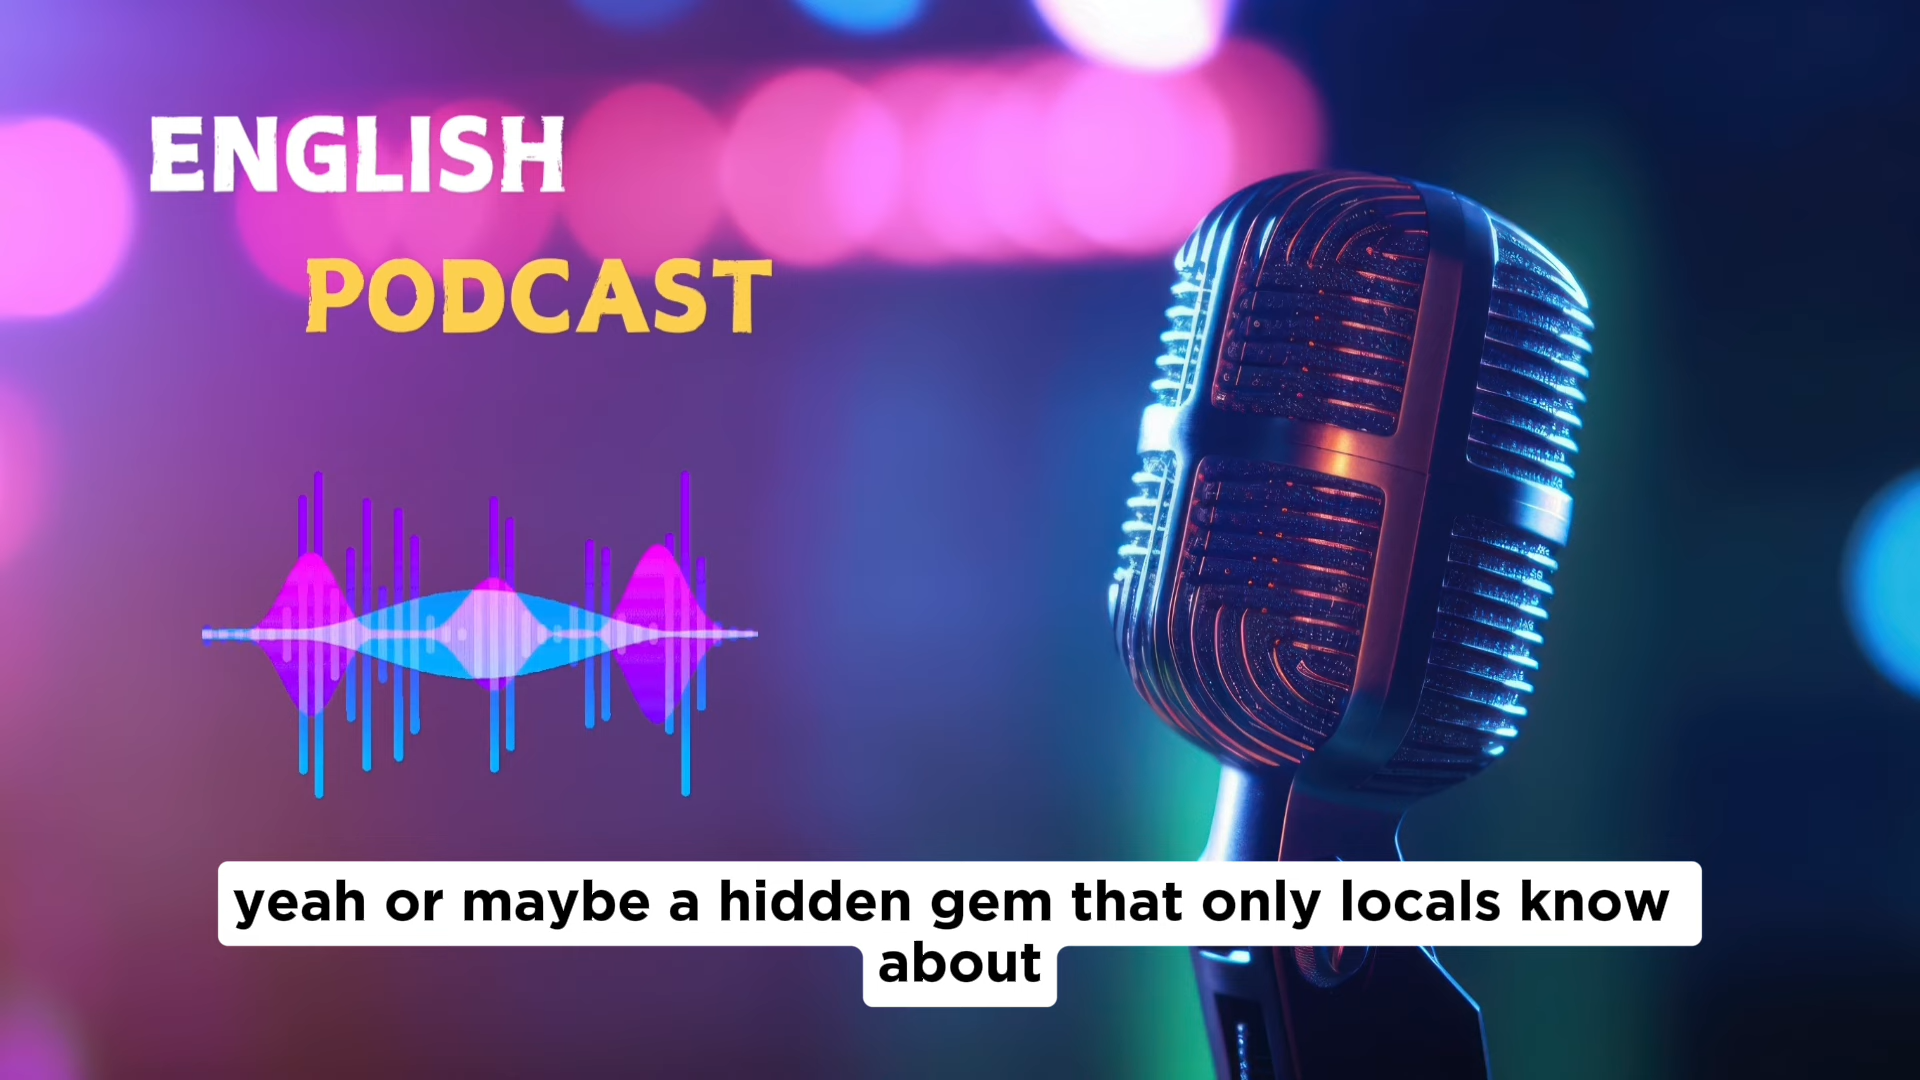 ENGLISH
PODCAST
yeah or maybe a hidden gem that only locals know
about